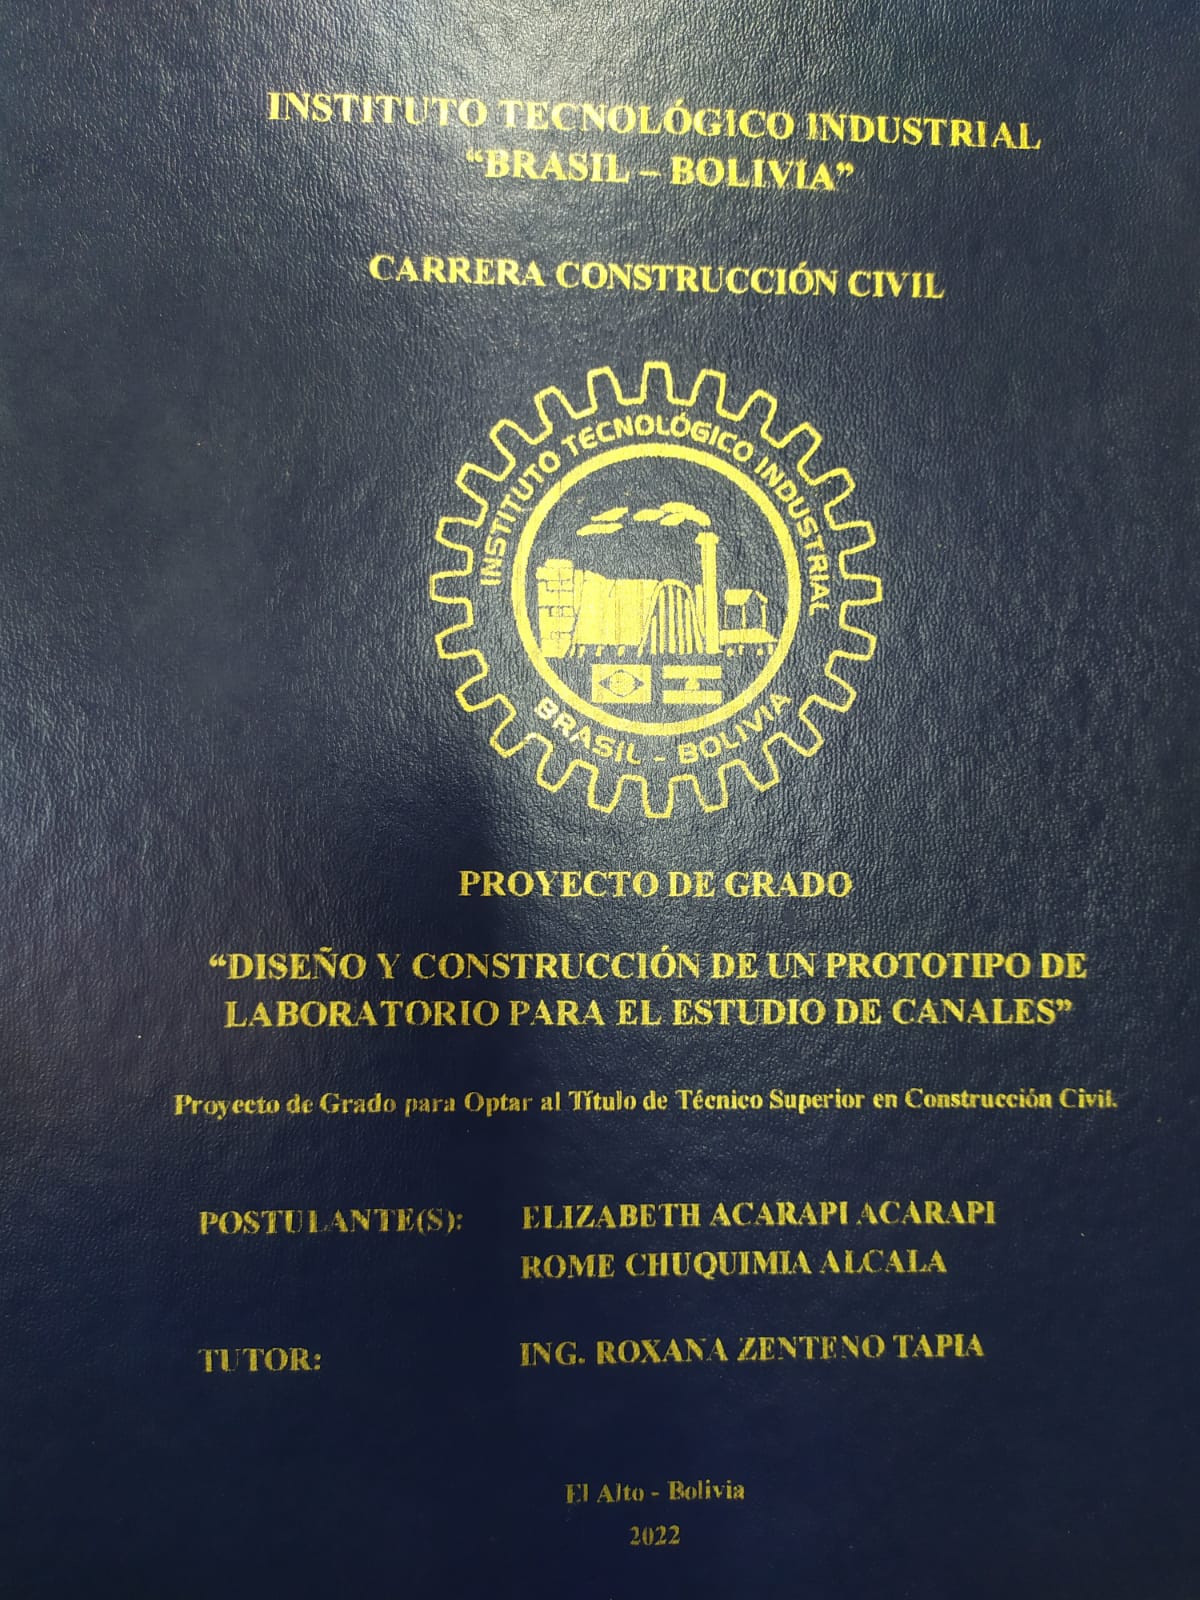 INSTITUTO TECNOLÓGICO INDUSTRIAL
“BRASIL – BOLIVIA”
CARRERA CONSTRUCCIÓN CIVIL
INSTITUTO TECNOLÓGICO INDUSTRIAL
BRASIL - BOLIVIA
PROYECTO DE GRADO
“DISEÑO Y CONSTRUCCIÓN DE UN PROTOTIPO DE
LABORATORIO PARA EL ESTUDIO DE CANALES”
Proyecto de Grado para Optar al Título de Técnico Superior en Construcción Civil.
POSTULANTE(S): ELIZABETH ACARAPI ACARAPI
ROME CHUQUIMIA ALCALA
TUTOR: ING. ROXANA ZENTENO TAPIA
El Alto - Bolivia
2022